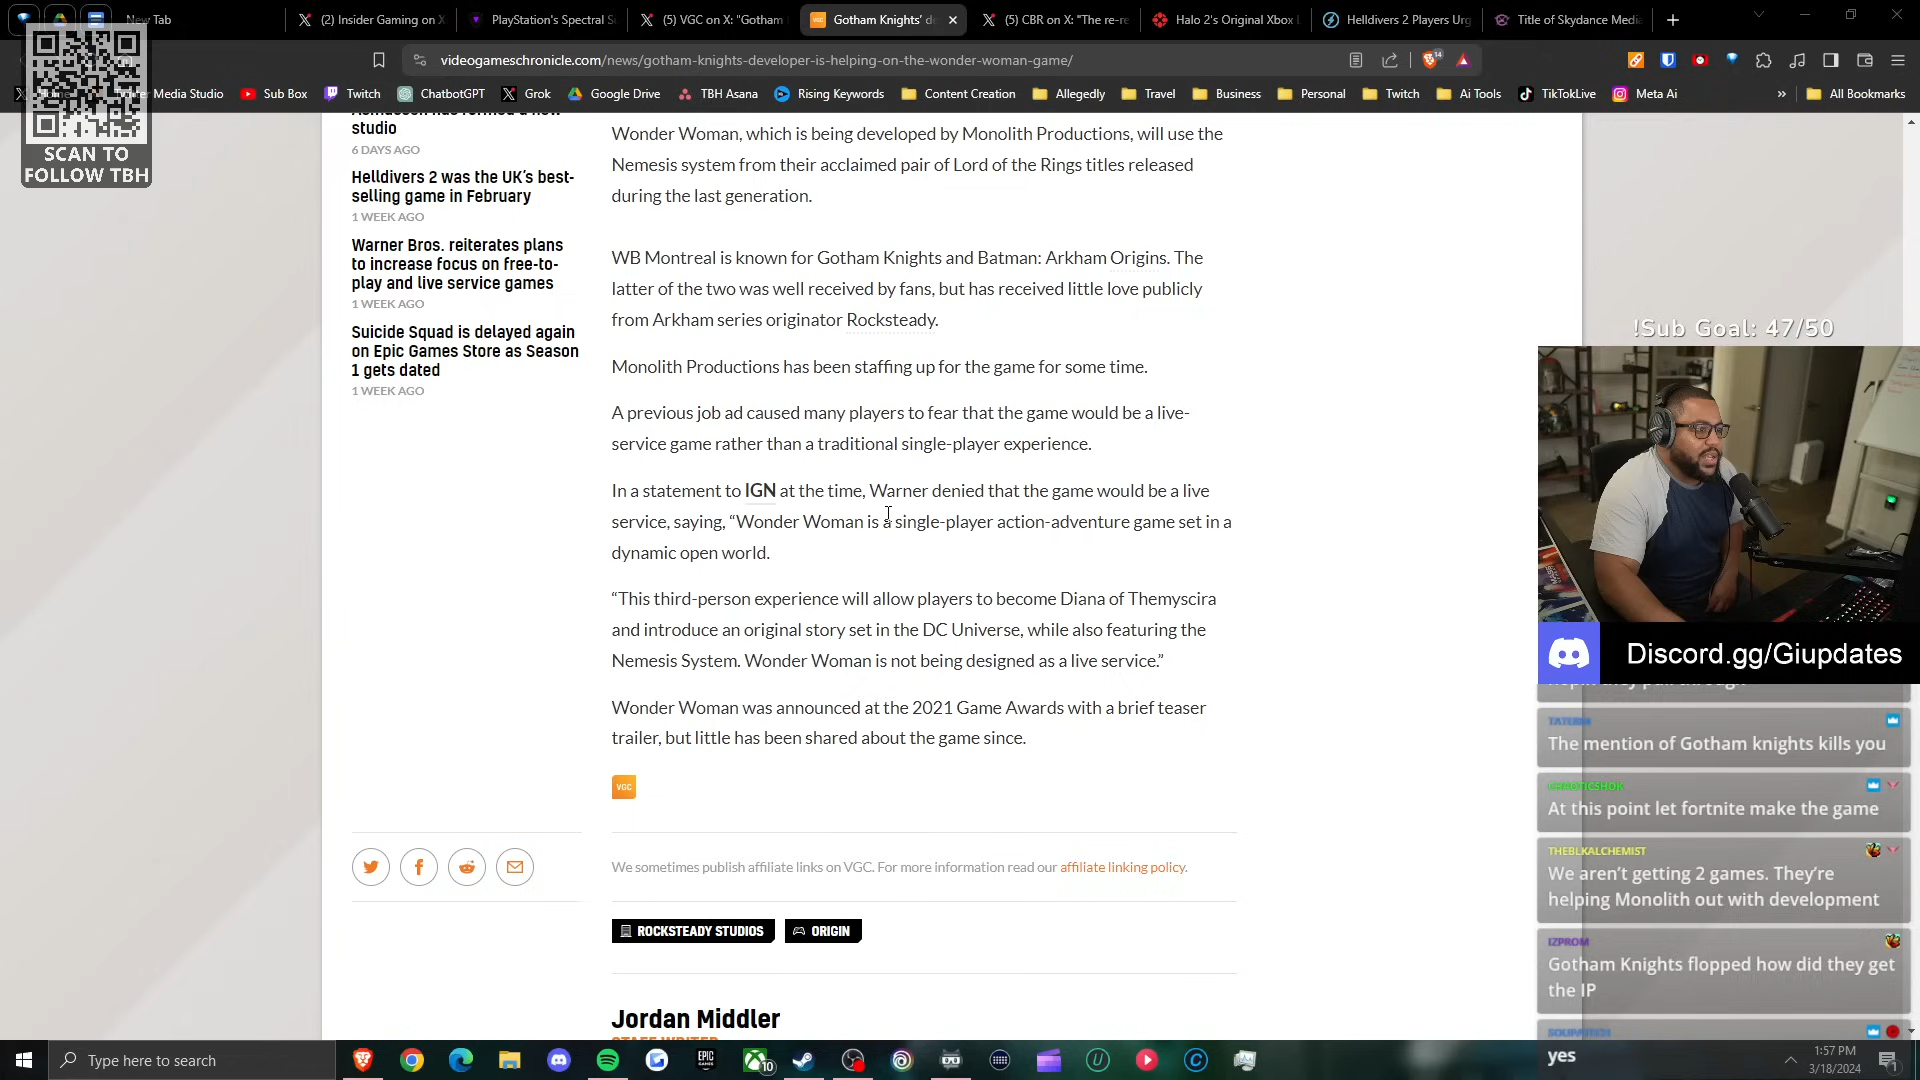 New Tab
(2) Insider Gaming on X
PlayStation's Spectral Su
(5) VGC on X: "Gotham
Gotham Knights' de
(5) CBR on X: "The re-re
Halo 2's Original Xbox L
Helldivers 2 Players Urg
Title of Skydance Media
videogameschronicle.com/news/gotham-knights-developer-is-helping-on-the-wonder-woman-game/
14
Media Studio
Sub Box
Twitch
ChatbotGPT
Grok
Google Drive
TBH Asana
Rising Keywords
Content Creation
Allegedly
Travel
Business
Personal
Twitch
Ai Tools
TikTokLive
Meta Ai
All Bookmarks
SCAN TO
FOLLOW TBH
studio
6 DAYS AGO
Helldivers 2 was the UK's best-
selling game in February
1 WEEK AGO
Warner Bros. reiterates plans
to increase focus on free-to-
play and live service games
1 WEEK AGO
Suicide Squad is delayed again
on Epic Games Store as Season
1 gets dated
1 WEEK AGO
Wonder Woman, which is being developed by Monolith Productions, will use the
Nemesis system from their acclaimed pair of Lord of the Rings titles released
during the last generation.
WB Montreal is known for Gotham Knights and Batman: Arkham Origins. The
latter of the two was well received by fans, but has received little love publicly
from Arkham series originator Rocksteady.
Monolith Productions has been staffing up for the game for some time.
A previous job ad caused many players to fear that the game would be a live-
service game rather than a traditional single-player experience.
In a statement to IGN at the time, Warner denied that the game would be a live
service, saying, “Wonder Woman is a single-player action-adventure game set in a
dynamic open world.
“This third-person experience will allow players to become Diana of Themyscira
and introduce an original story set in the DC Universe, while also featuring the
Nemesis System. Wonder Woman is not being designed as a live service.”
Wonder Woman was announced at the 2021 Game Awards with a brief teaser
trailer, but little has been shared about the game since.
VGC
We sometimes publish affiliate links on VGC. For more information read our affiliate linking policy.
ROCKSTEADY STUDIOS
ORIGIN
Jordan Middler
STAFF WRITER
!Sub Goal: 47/50
Discord.gg/Giupdates
The mention of Gotham knights kills you
CHAOTICSHOK
At this point let fortnite make the game
THEBLKALCHEMIST
We aren't getting 2 games. They're
helping Monolith out with development
IZPROM
Gotham Knights flopped how did they get
the IP
yes
Type here to search
EPIC
GAMES
10
1:57 PM
3/18/2024
1